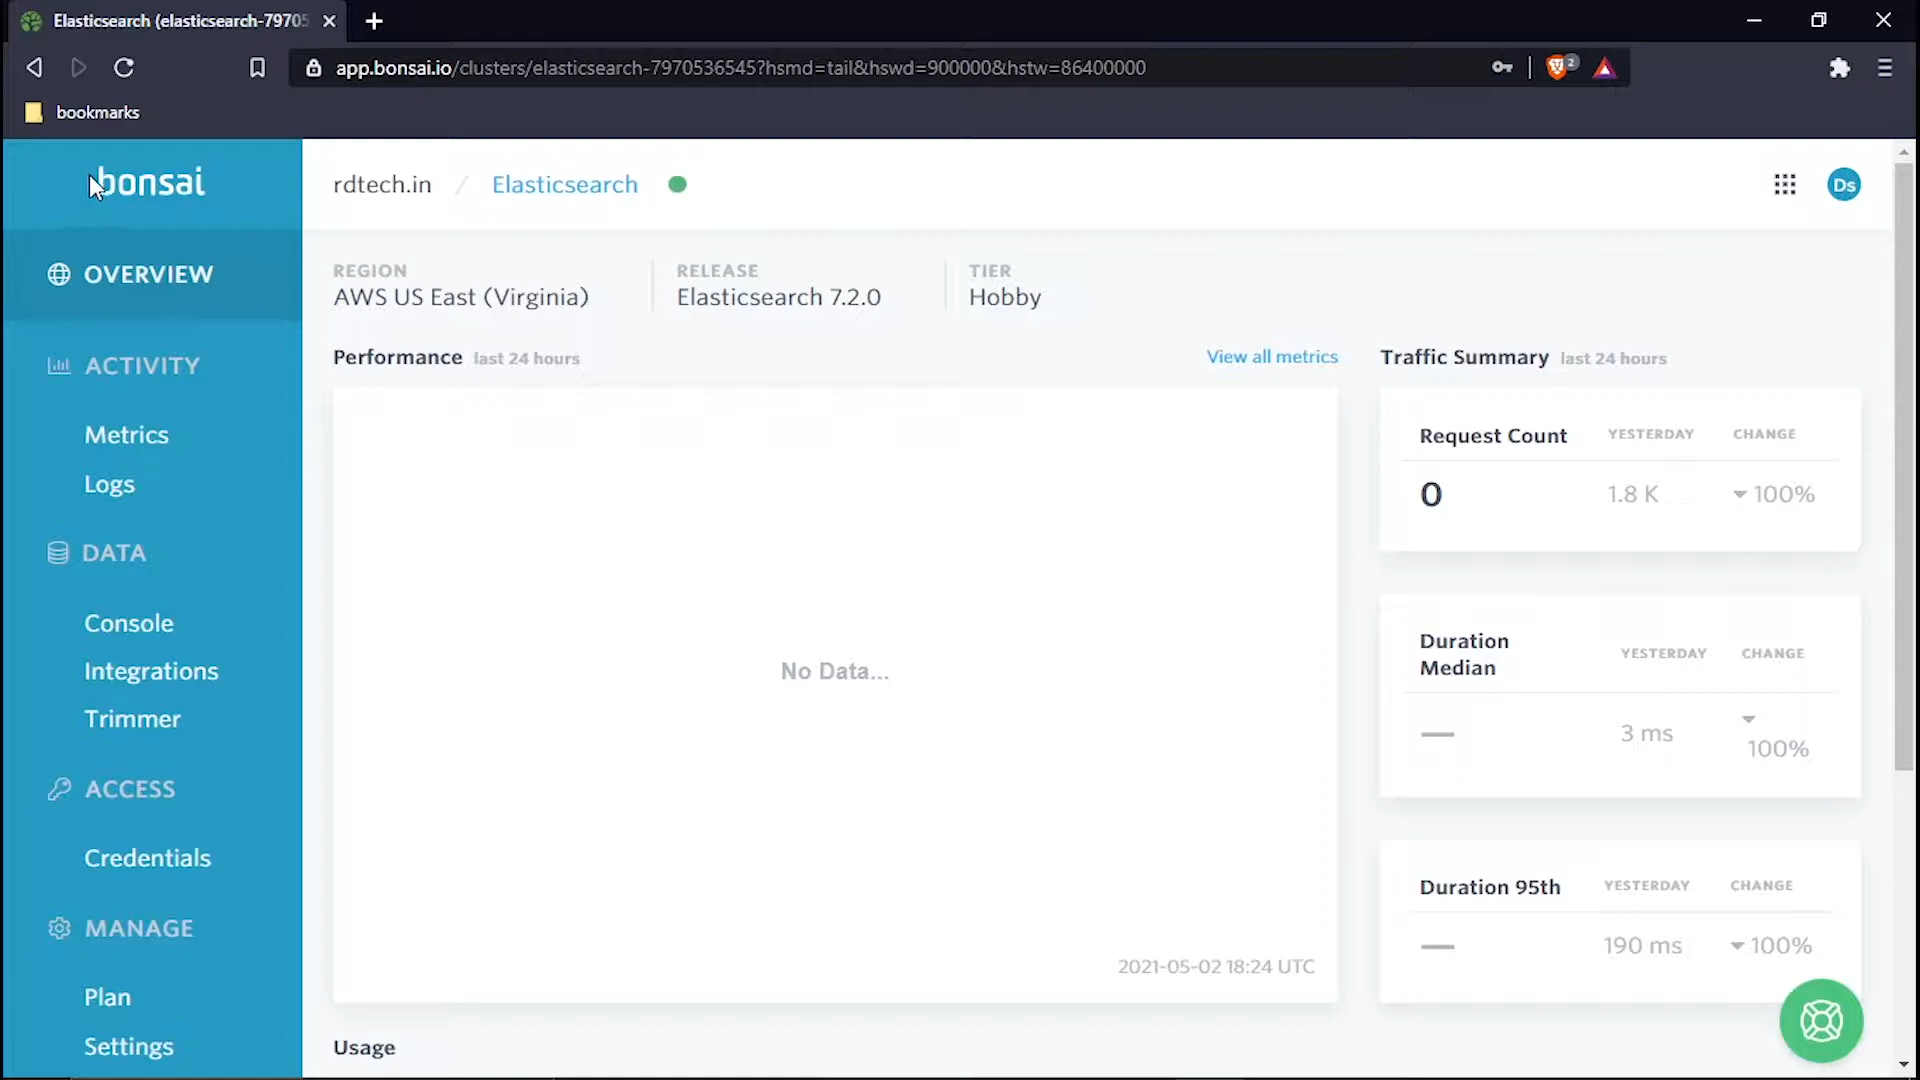 Elasticsearch (elasticsearch-79705
app.bonsai.io/clusters/elasticsearch-7970536545?hsmd=tail&hswd=900000&hstw=86400000
2
bookmarks
bonsai
rdtech.in / Elasticsearch
Ds
OVERVIEW
ACTIVITY
Metrics
Logs
DATA
Console
Integrations
Trimmer
ACCESS
Credentials
MANAGE
Plan
Settings
REGION
AWS US East (Virginia)
RELEASE
Elasticsearch 7.2.0
TIER
Hobby
Performance last 24 hours
View all metrics
No Data...
2021-05-02 18:24 UTC
Traffic Summary last 24 hours
Request Count YESTERDAY CHANGE
0 1.8 K 100%
Duration
Median
YESTERDAY CHANGE
— 3 ms
100%
Duration 95th YESTERDAY CHANGE
— 190 ms 100%
Usage